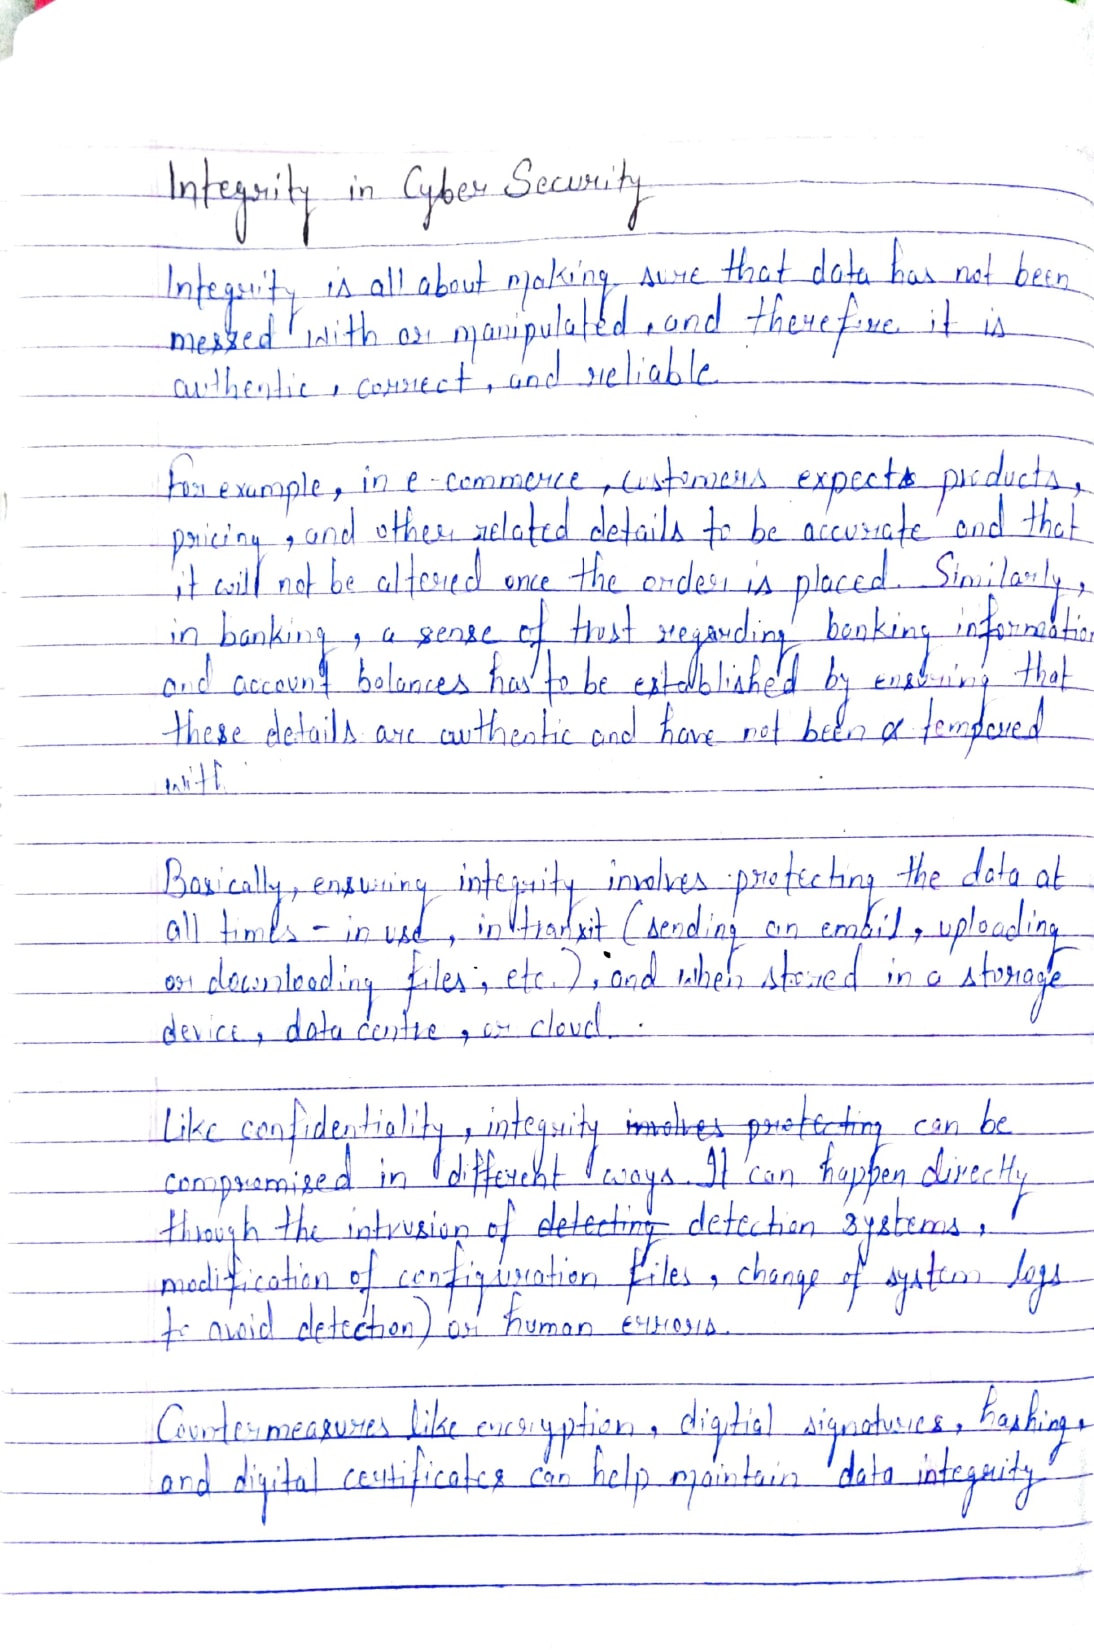 Integrity in Cyber Security
Integrity is all about making sure that data has not been
messed with or manipulated, and therefore it is
authentic, correct, and reliable.
For example, in e-commerce, customers expects products,
pricing, and other related details to be accurate and that
it will not be altered once the order is placed. Similarly,
in banking, a sense of trust regarding banking information
and account balances has to be established by ensuring that
these details are authentic and have not been tempered
with.
Basically, ensuring integrity involves protecting the data at
all times - in use, in transit (sending an email, uploading
or downloading files, etc.), and when stored in a storage
device, data centre, or cloud.
Like confidentiality, integrity involves protecting can be
compromised in different ways. It can happen directly
through the intrusion of detecting detection systems,
modification of configuration files, change of system logs
to avoid detection) or human errors.
Countermeasures like encryption, digitial signatures, hashing,
and digital certificates can help maintain data integrity